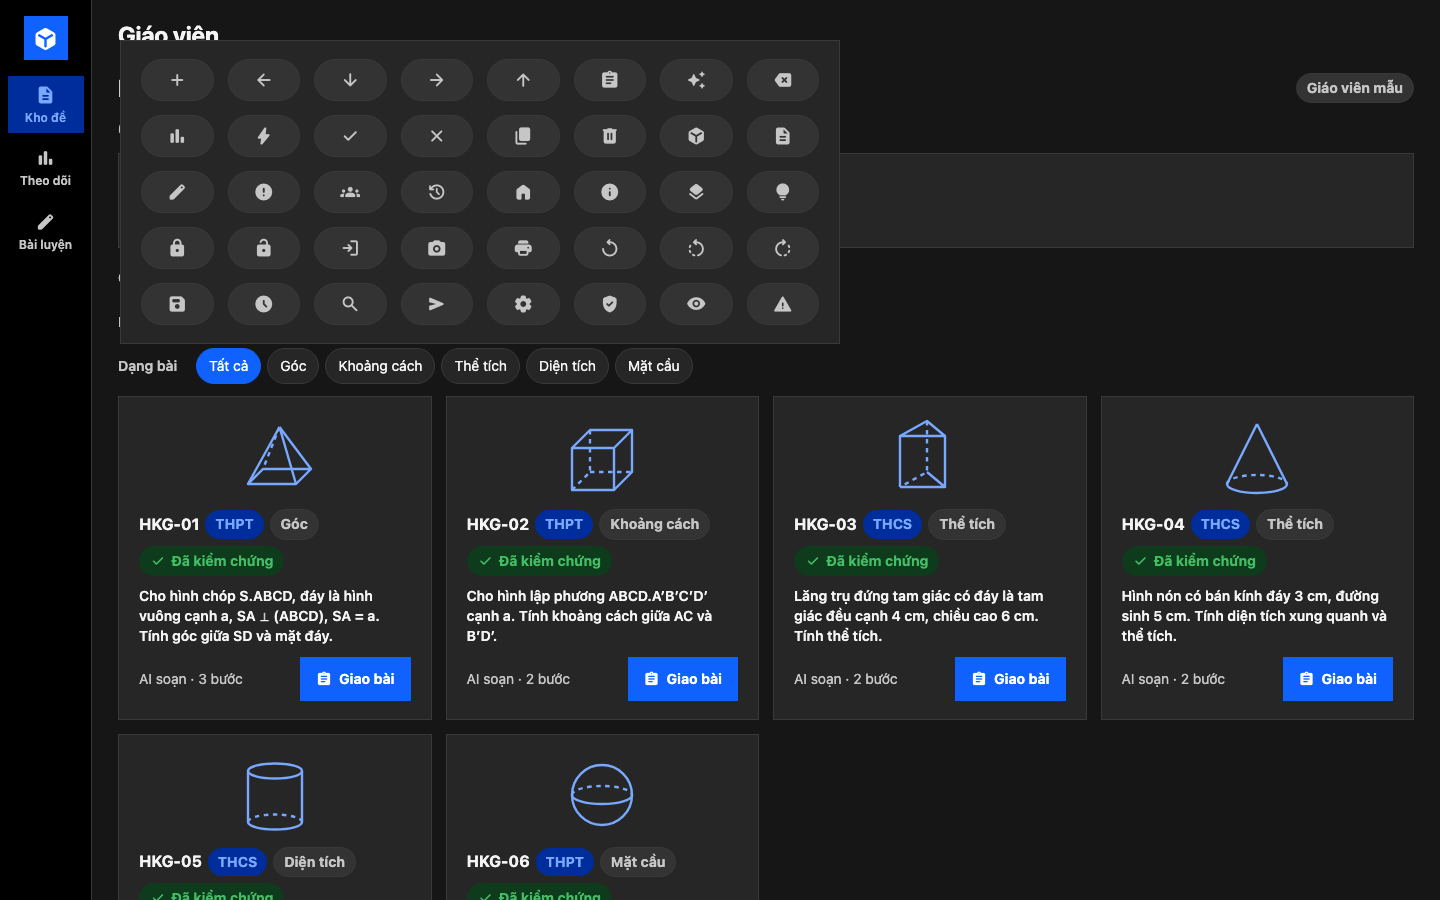 Giáo viên
Kho đề
Theo dõi
Bài luyện
Giáo viên mẫu
Dạng bài
Tất cả
Góc
Khoảng cách
Thể tích
Diện tích
Mặt cầu
HKG-01 THPT Góc
Đã kiểm chứng
Cho hình chóp S.ABCD, đáy là hình
vuông cạnh a, SA ⊥ (ABCD), SA = a.
Tính góc giữa SD và mặt đáy.
AI soạn · 3 bước
Giao bài
HKG-02 THPT Khoảng cách
Đã kiểm chứng
Cho hình lập phương ABCD.A’B’C’D’
cạnh a. Tính khoảng cách giữa AC và
B’D’.
AI soạn · 2 bước
Giao bài
HKG-03 THCS Thể tích
Đã kiểm chứng
Lăng trụ đứng tam giác có đáy là tam
giác đều cạnh 4 cm, chiều cao 6 cm.
Tính thể tích.
AI soạn · 2 bước
Giao bài
HKG-04 THCS Thể tích
Đã kiểm chứng
Hình nón có bán kính đáy 3 cm, đường
sinh 5 cm. Tính diện tích xung quanh và
thể tích.
AI soạn · 2 bước
Giao bài
HKG-05 THCS Diện tích
Đã kiểm chứng
HKG-06 THPT Mặt cầu
Đã kiểm chứng